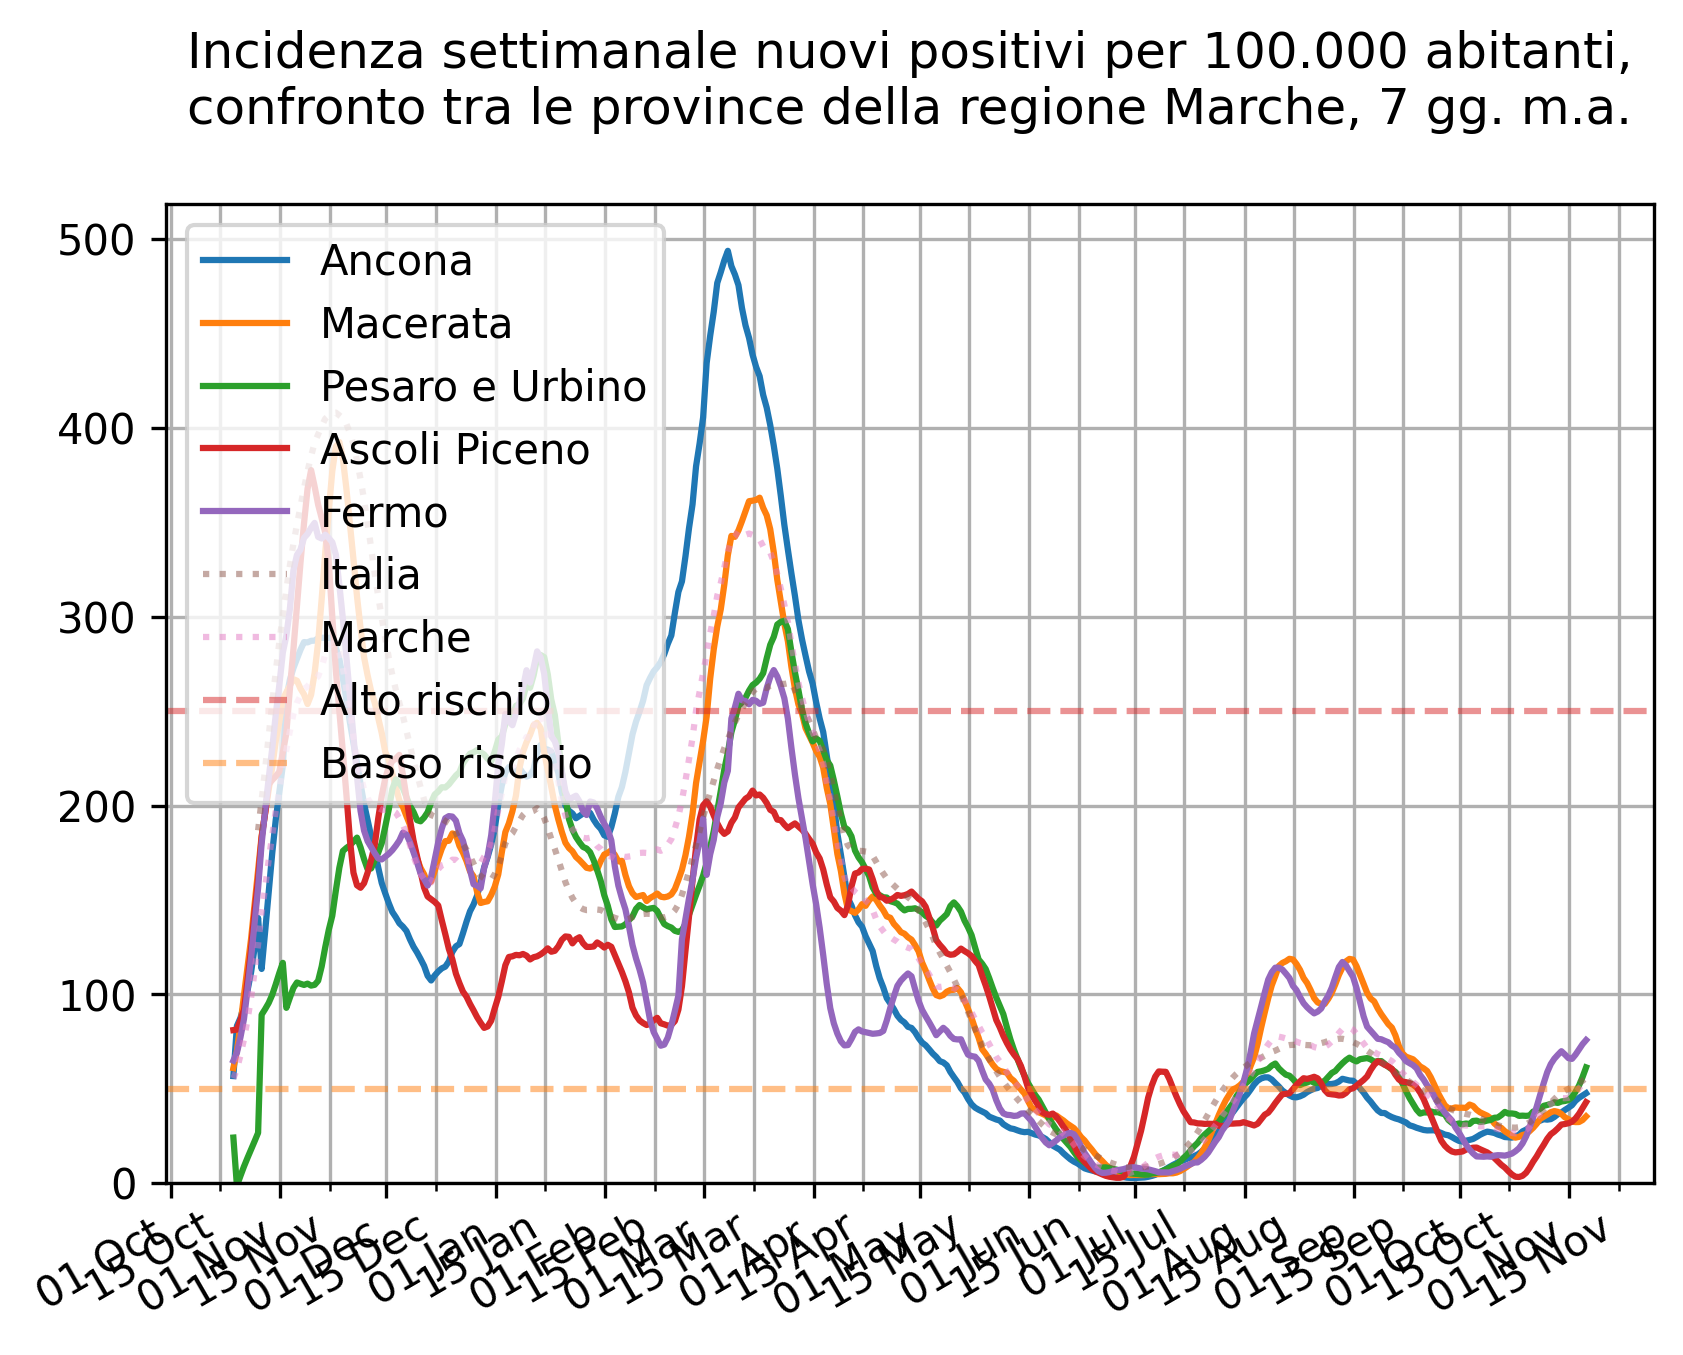 Incidenza settimanale nuovi positivi per 100.000 abitanti,
confronto tra le province della regione Marche, 7 gg. m.a.
500
400
300
200
100
0
Ancona
Macerata
Pesaro e Urbino
Ascoli Piceno
Fermo
Italia
Marche
Alto rischio
Basso rischio
01 Oct
15 Oct
01 Nov
15 Nov
01 Dec
15 Dec
01 Jan
15 Jan
01 Feb
15 Feb
01 Mar
15 Mar
01 Apr
15 Apr
01 May
15 May
01 Jun
15 Jun
01 Jul
15 Jul
01 Aug
15 Aug
01 Sep
15 Sep
01 Oct
15 Oct
01 Nov
15 Nov